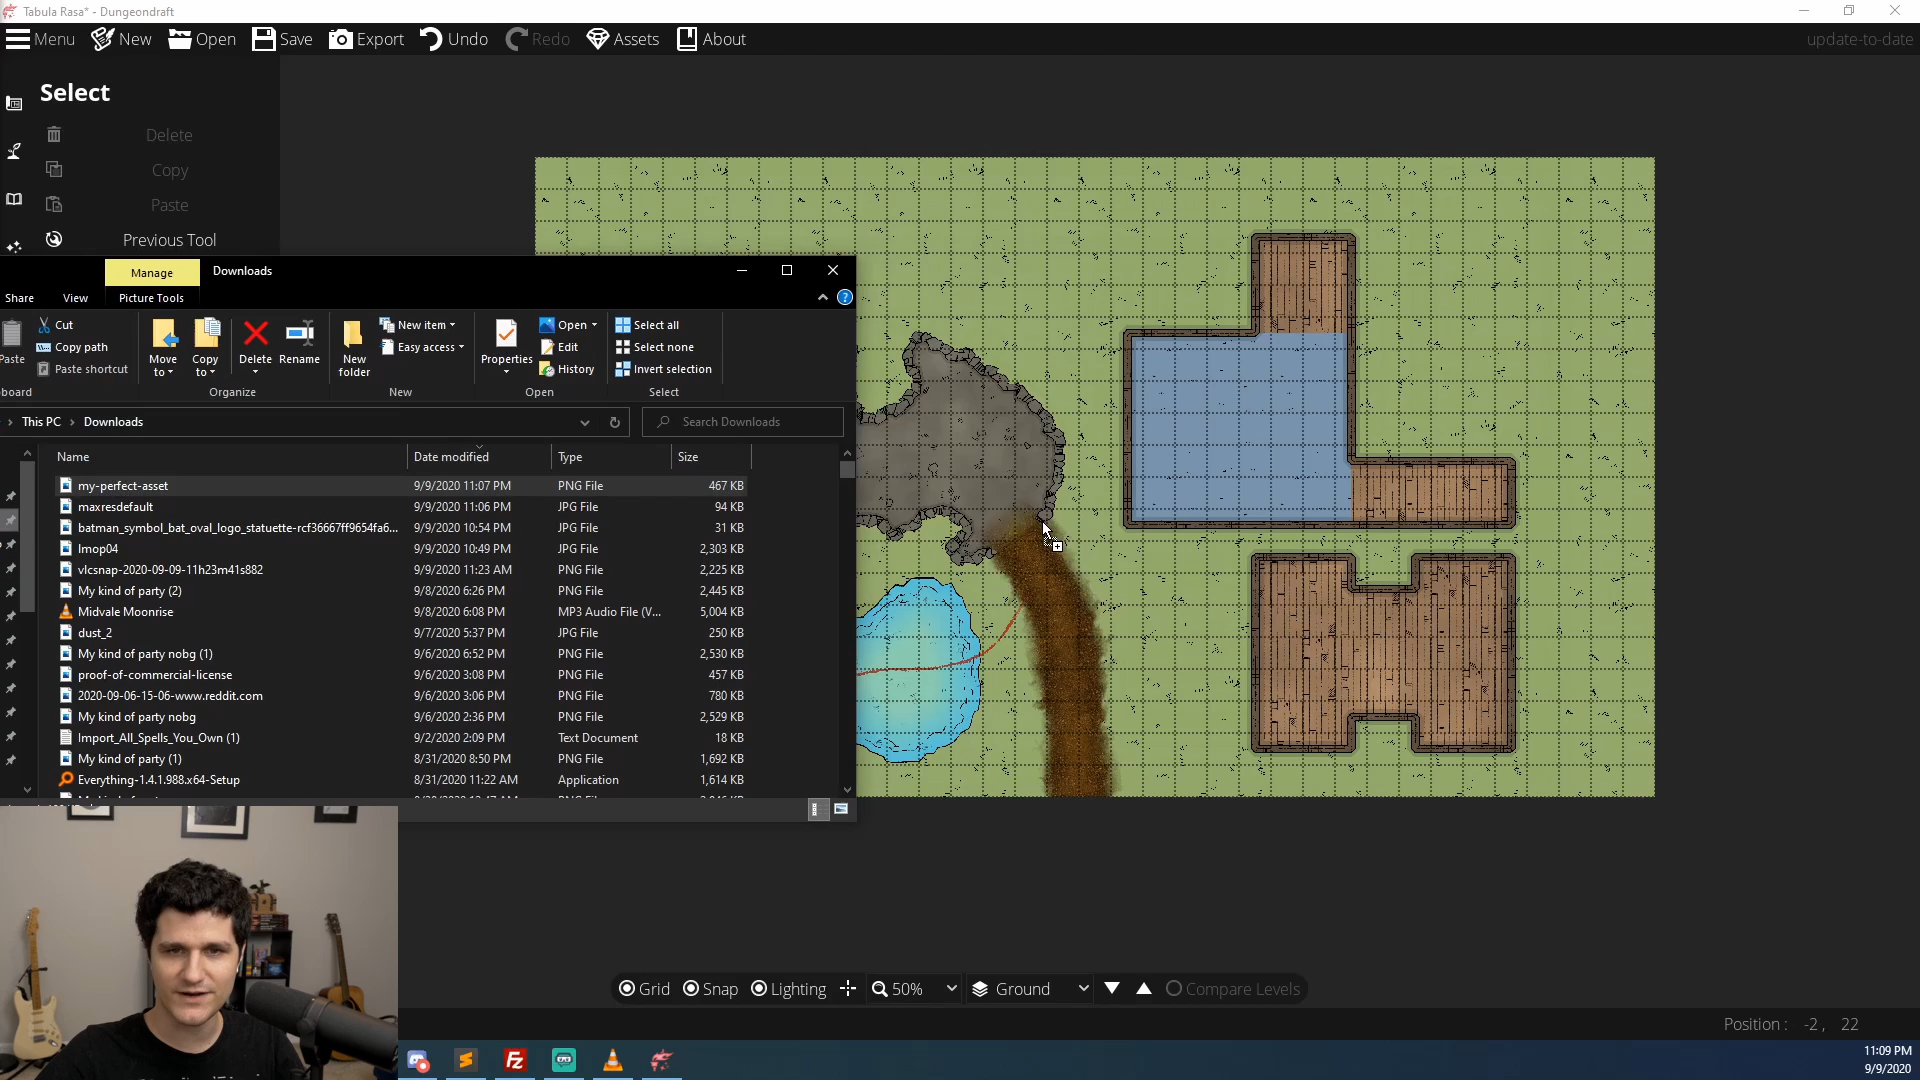 Tabula Rasa* - Dungeondraft
Menu New Open Save Export Undo Redo Assets About
update-to-date
Select
Delete
Copy
Paste
Previous Tool
Manage Downloads
Share View Picture Tools
Cut
Copy path
Paste shortcut
Move to
Copy to
Delete
Rename
Organize
New folder
New item
Easy access
New
Properties
Open
Edit
History
Open
Select all
Select none
Invert selection
Select
Paste
board
This PC > Downloads
Search Downloads
Name Date modified Type Size
my-perfect-asset 9/9/2020 11:07 PM PNG File 467 KB
maxresdefault 9/9/2020 11:06 PM JPG File 94 KB
batman_symbol_bat_oval_logo_statuette-rcf36667ff9654fa6... 9/9/2020 10:54 PM JPG File 31 KB
lmop04 9/9/2020 10:49 PM JPG File 2,303 KB
vlcsnap-2020-09-09-11h23m41s882 9/9/2020 11:23 AM PNG File 2,225 KB
My kind of party (2) 9/8/2020 6:26 PM PNG File 2,445 KB
Midvale Moonrise 9/8/2020 6:08 PM MP3 Audio File (V... 5,004 KB
dust_2 9/7/2020 5:37 PM JPG File 250 KB
My kind of party nobg (1) 9/6/2020 6:52 PM PNG File 2,530 KB
proof-of-commercial-license 9/6/2020 3:08 PM PNG File 457 KB
2020-09-06-15-06-www.reddit.com 9/6/2020 3:06 PM PNG File 780 KB
My kind of party nobg 9/6/2020 2:36 PM PNG File 2,529 KB
Import_All_Spells_You_Own (1) 9/2/2020 2:09 PM Text Document 18 KB
My kind of party (1) 8/31/2020 8:50 PM PNG File 1,692 KB
Everything-1.4.1.988.x64-Setup 8/31/2020 11:22 AM Application 1,614 KB
Grid Snap Lighting 50% Ground Compare Levels
Position : -2, 22
11:09 PM
9/9/2020